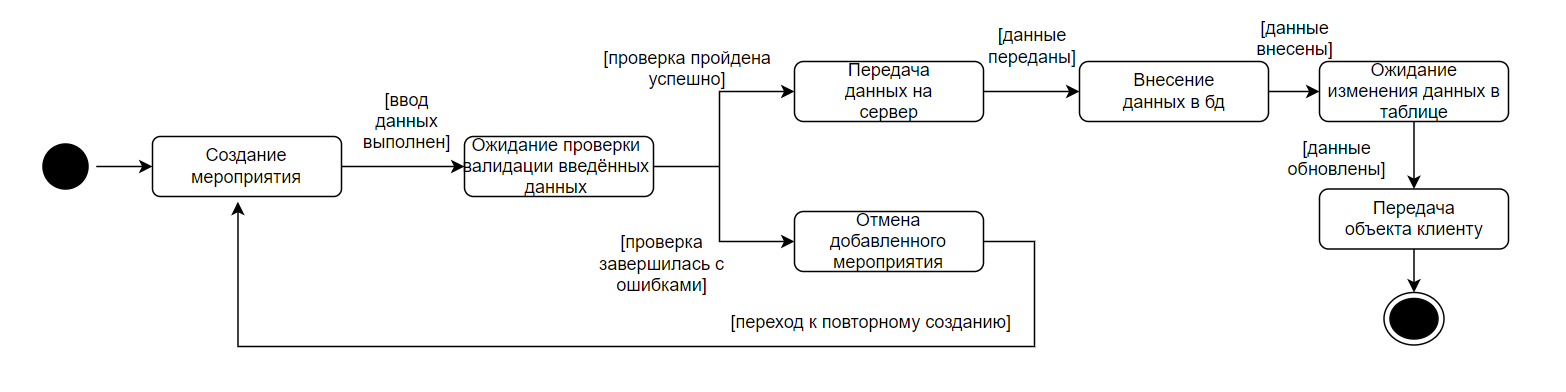 [данные
внесены]
[данные
переданы]
[проверка пройдена
успешно]
Передача
данных на
сервер
Внесение
данных в бд
Ожидание
изменения данных в
таблице
[ввод
данных
выполнен]
Создание
мероприятия
Ожидание проверки
валидации введённых
данных
[данные
обновлены]
Передача
объекта клиенту
Отмена
добавленного
мероприятия
[проверка
завершилась с
ошибками]
[переход к повторному созданию]